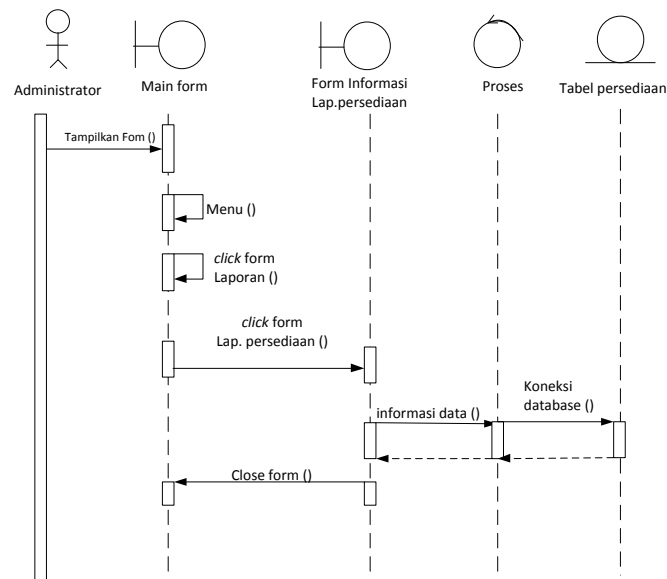 Administrator
Main form
Form Informasi
Lap.persediaan
Proses
Tabel persediaan
Tampilkan Fom ()
Menu ()
click form
Laporan ()
click form
Lap. persediaan ()
informasi data ()
Koneksi
database ()
Close form ()